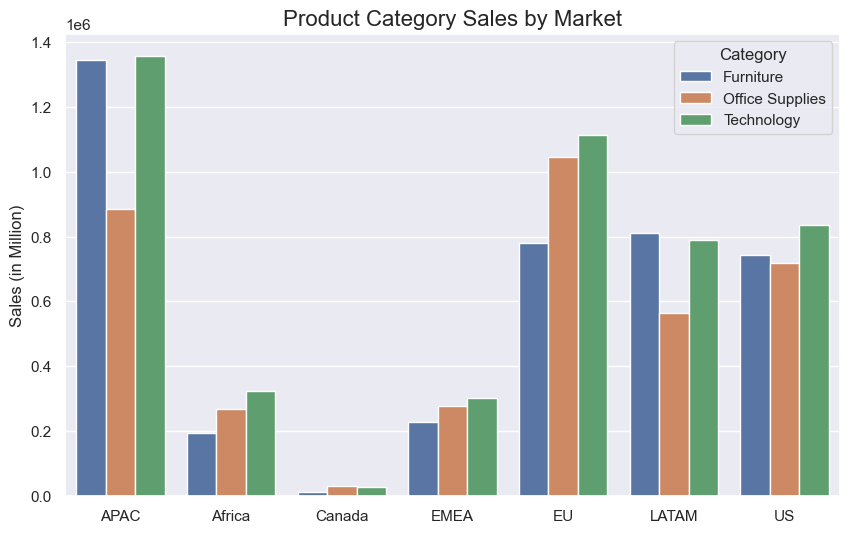 Product Category Sales by Market
1e6
1.4
1.2
1.0
0.8
0.6
0.4
0.2
0.0
Sales (in Million)
Category
Furniture
Office Supplies
Technology
APAC Africa Canada EMEA EU LATAM US